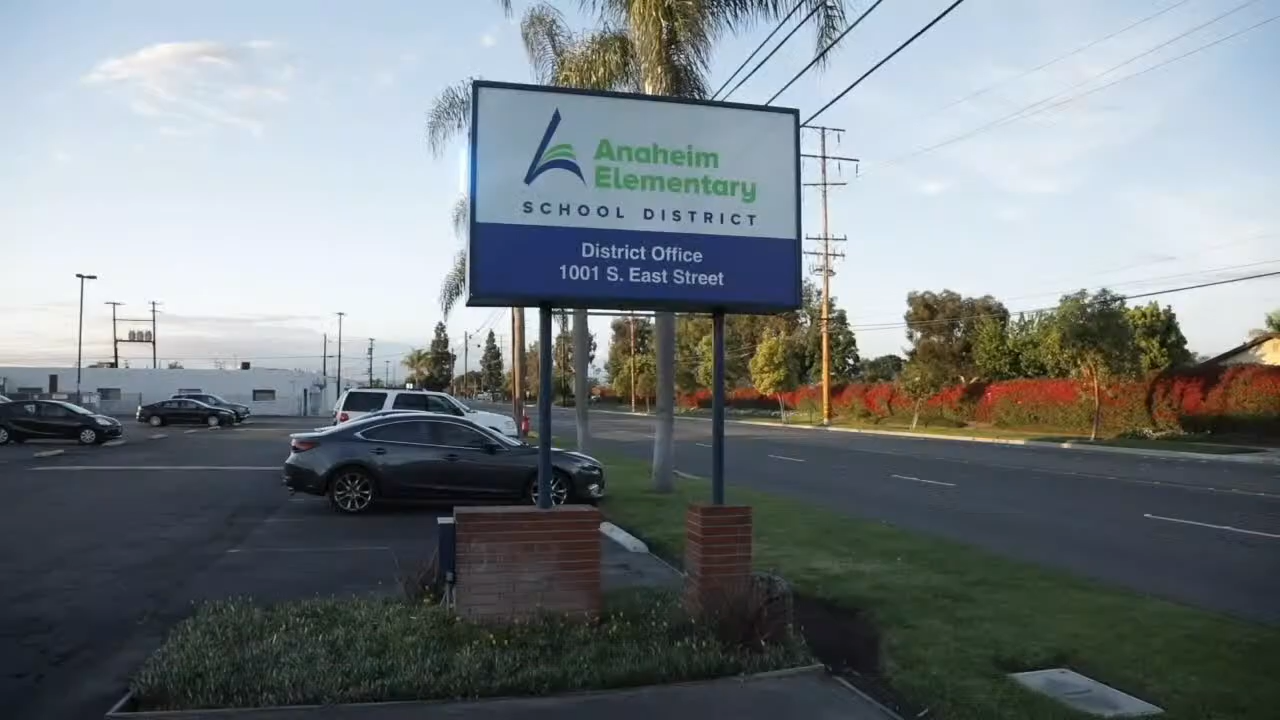 Anaheim
Elementary
SCHOOL DISTRICT
District Office
1001 S. East Street